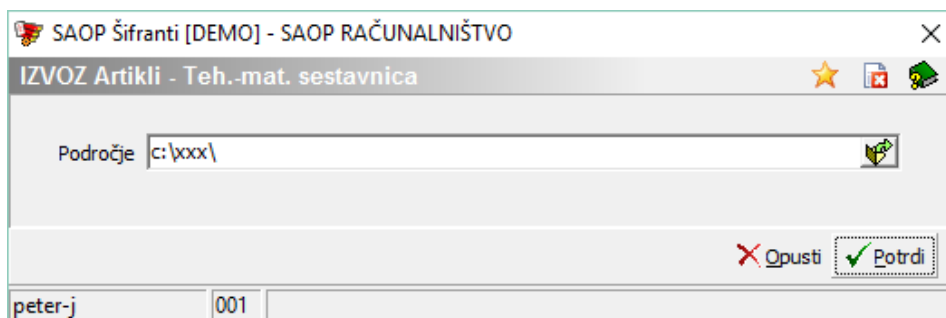 SAOP Šifranti [DEMO] - SAOP RAČUNALNIŠTVO
IZVOZ Artikli - Teh.-mat. sestavnica
Področje c:\xxx\
Opusti Potrdi
peter-j 001